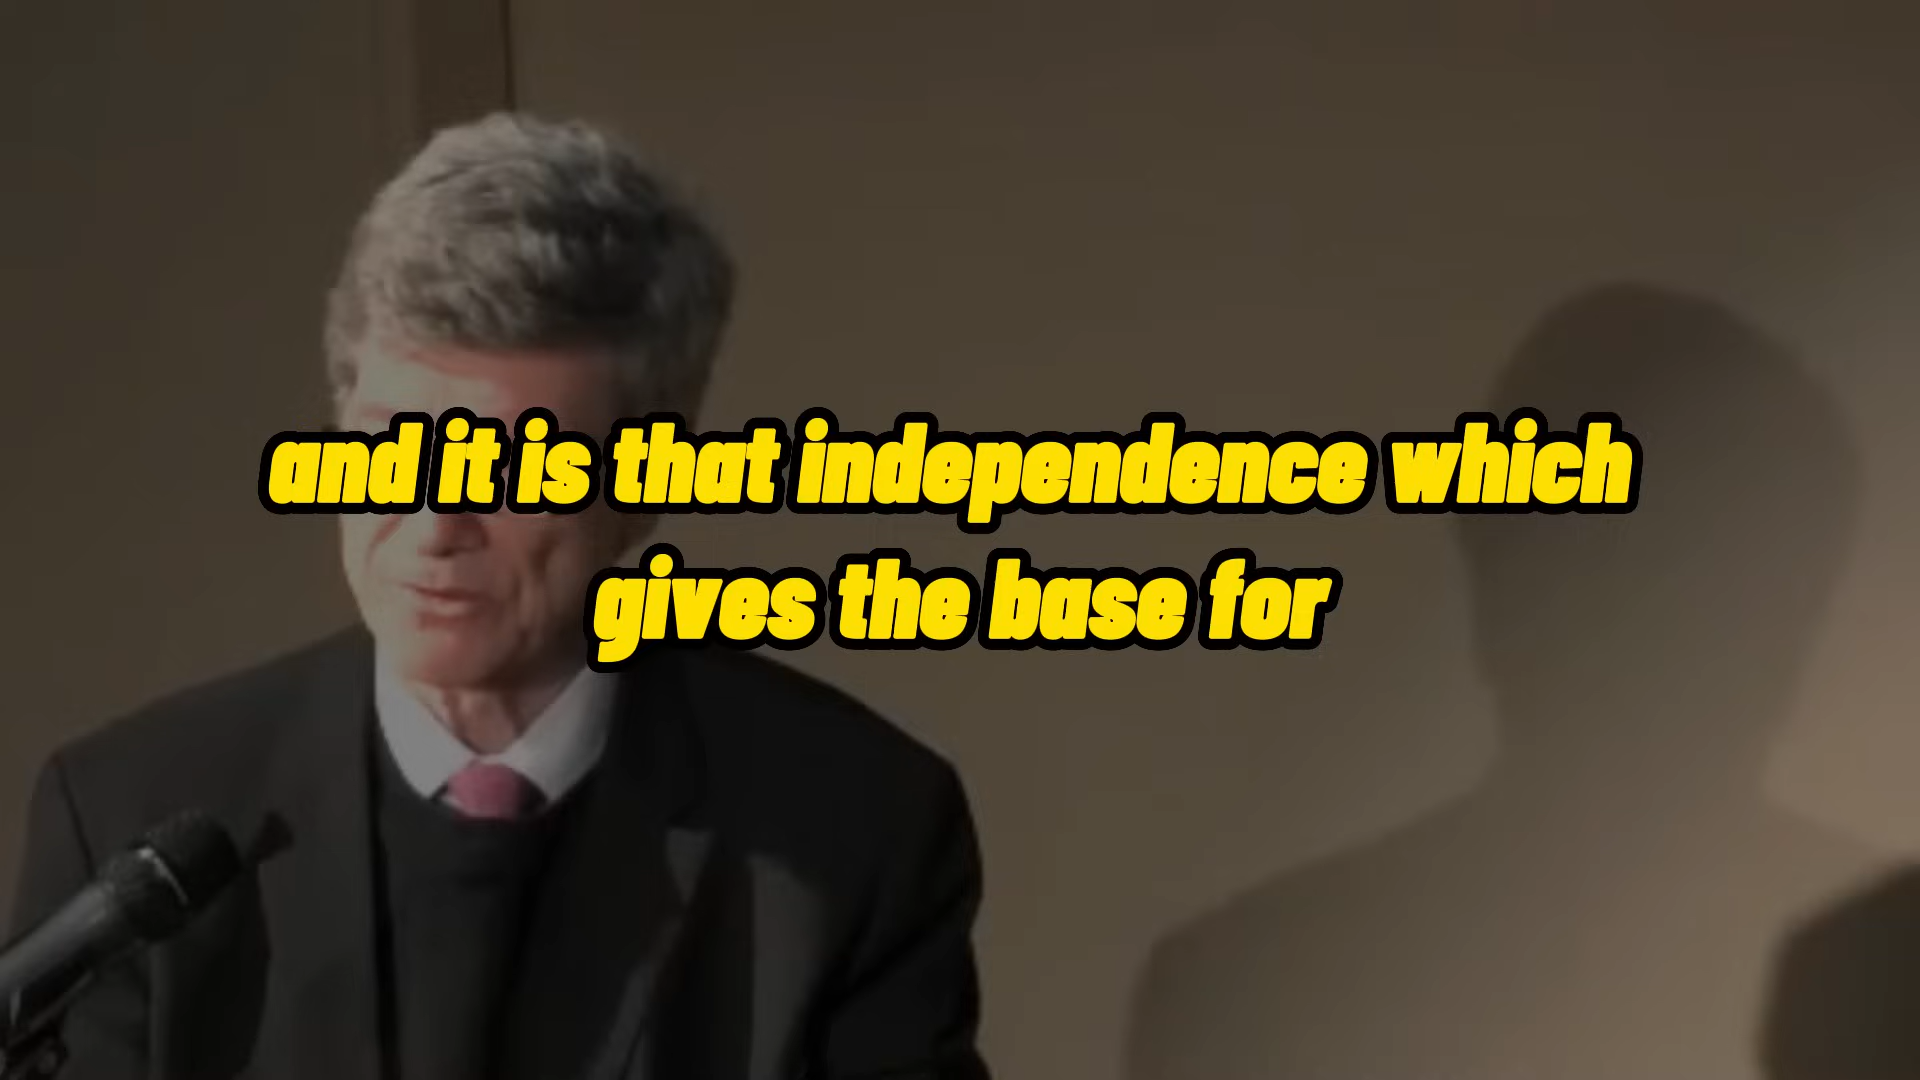 and it is that independence which
gives the base for